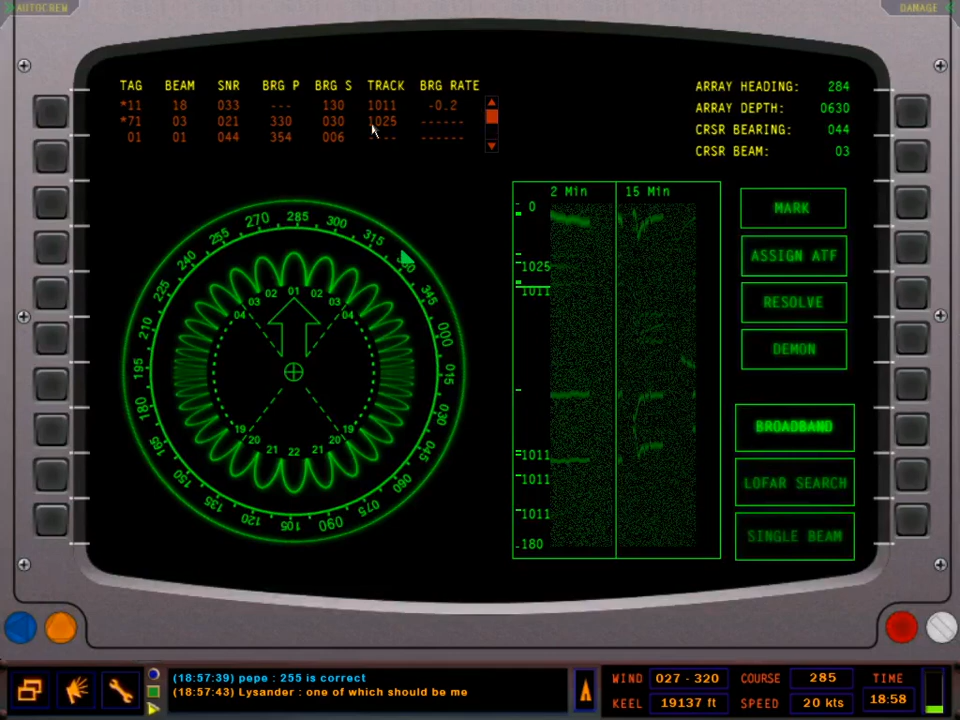 AUTOCREW
DAMAGE
TAG BEAM SNR BRG P BRG S TRACK BRG RATE
*11 18 033 --- 130 1011 -0.2
*71 03 021 330 030 1025 ------
01 01 044 354 006 ---- ------
ARRAY HEADING: 284
ARRAY DEPTH: 0630
CRSR BEARING: 044
CRSR BEAM: 03
2 Min 15 Min
0
1025
1011
1011
1011
1011
180
285
300
315
330
345
000
015
030
045
060
075
090
105
120
135
150
165
180
195
210
225
240
255
270
04 03 02 01 02 03 04
19 20 21 22 21 20 19
MARK
ASSIGN ATF
RESOLVE
DEMON
BROADBAND
LOFAR SEARCH
SINGLE BEAM
(18:57:39) pepe : 255 is correct
(18:57:43) Lysander : one of which should be me
WIND 027 - 320 COURSE 285 TIME
KEEL 19137 ft SPEED 20 kts 18:58